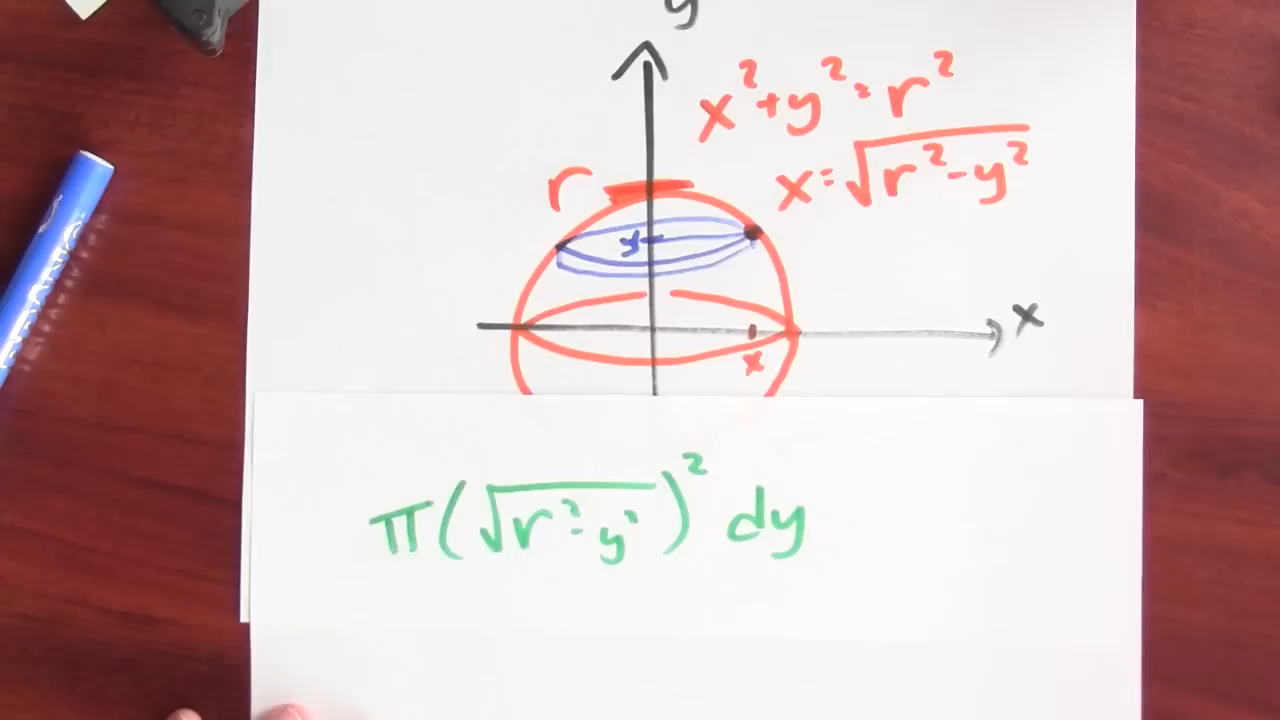 y
x²+y²=r²
x=√r²-y²
r
y
x
x
π(√r²-y²)² dy